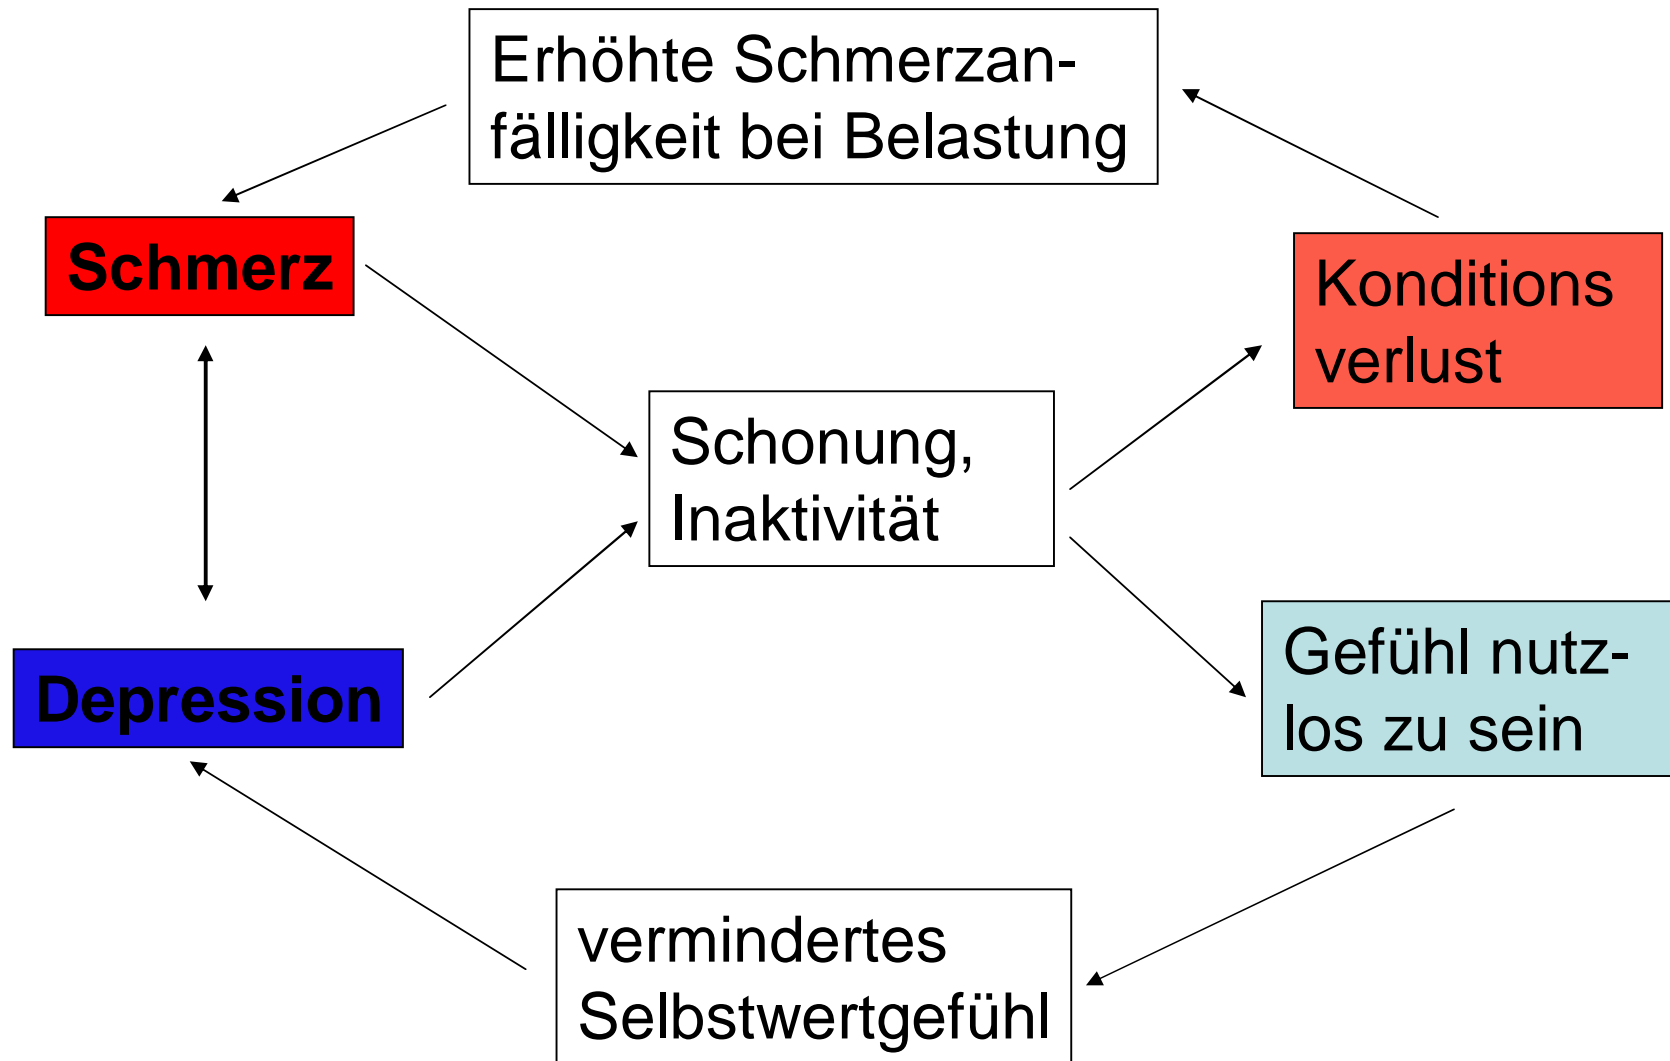 Erhöhte Schmerzan-
fälligkeit bei Belastung
Schmerz
Konditions
verlust
Schonung,
Inaktivität
Gefühl nutz-
los zu sein
Depression
vermindertes
Selbstwertgefühl